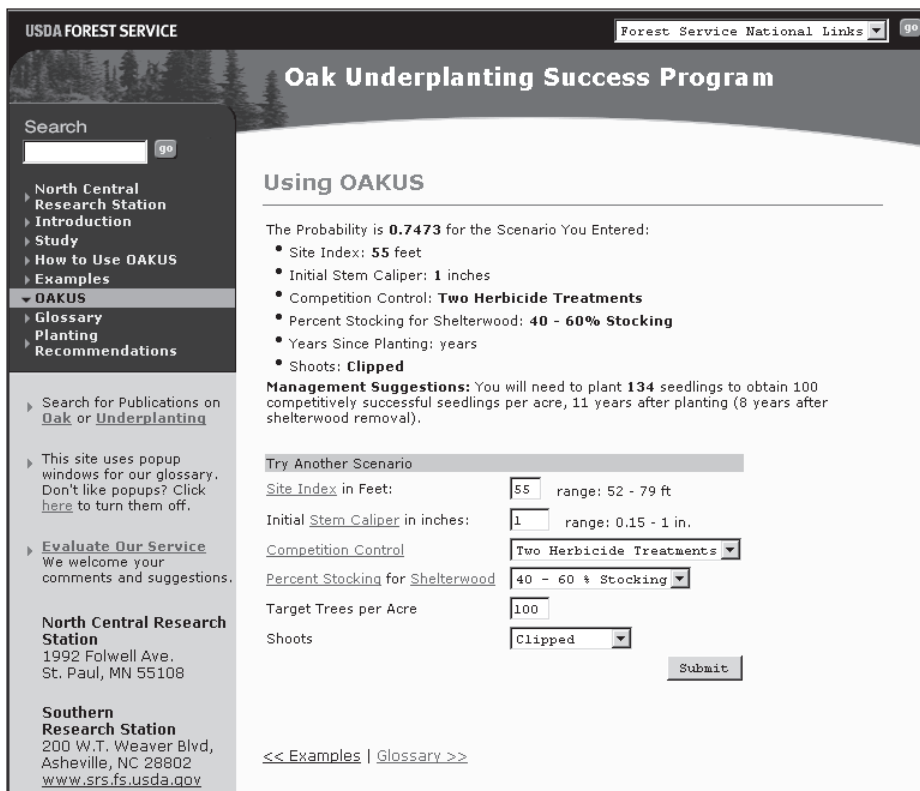 USDA FOREST SERVICE
Forest Service National Links
go
Oak Underplanting Success Program
Search
go
North Central
Research Station
Introduction
Study
How to Use OAKUS
Examples
OAKUS
Glossary
Planting
Recommendations
Search for Publications on
Oak or Underplanting
This site uses popup
windows for our glossary.
Don't like popups? Click
here to turn them off.
Evaluate Our Service
We welcome your
comments and suggestions.
North Central Research
Station
1992 Folwell Ave.
St. Paul, MN 55108
Southern
Research Station
200 W.T. Weaver Blvd,
Asheville, NC 28802
www.srs.fs.usda.gov
Using OAKUS
The Probability is 0.7473 for the Scenario You Entered:
• Site Index: 55 feet
• Initial Stem Caliper: 1 inches
• Competition Control: Two Herbicide Treatments
• Percent Stocking for Shelterwood: 40 - 60% Stocking
• Years Since Planting: years
• Shoots: Clipped
Management Suggestions: You will need to plant 134 seedlings to obtain 100
competitively successful seedlings per acre, 11 years after planting (8 years after
shelterwood removal).
Try Another Scenario
Site Index in Feet: 55 range: 52 - 79 ft
Initial Stem Caliper in inches: 1 range: 0.15 - 1 in.
Competition Control Two Herbicide Treatments
Percent Stocking for Shelterwood 40 - 60 % Stocking
Target Trees per Acre 100
Shoots Clipped
Submit
<< Examples | Glossary >>